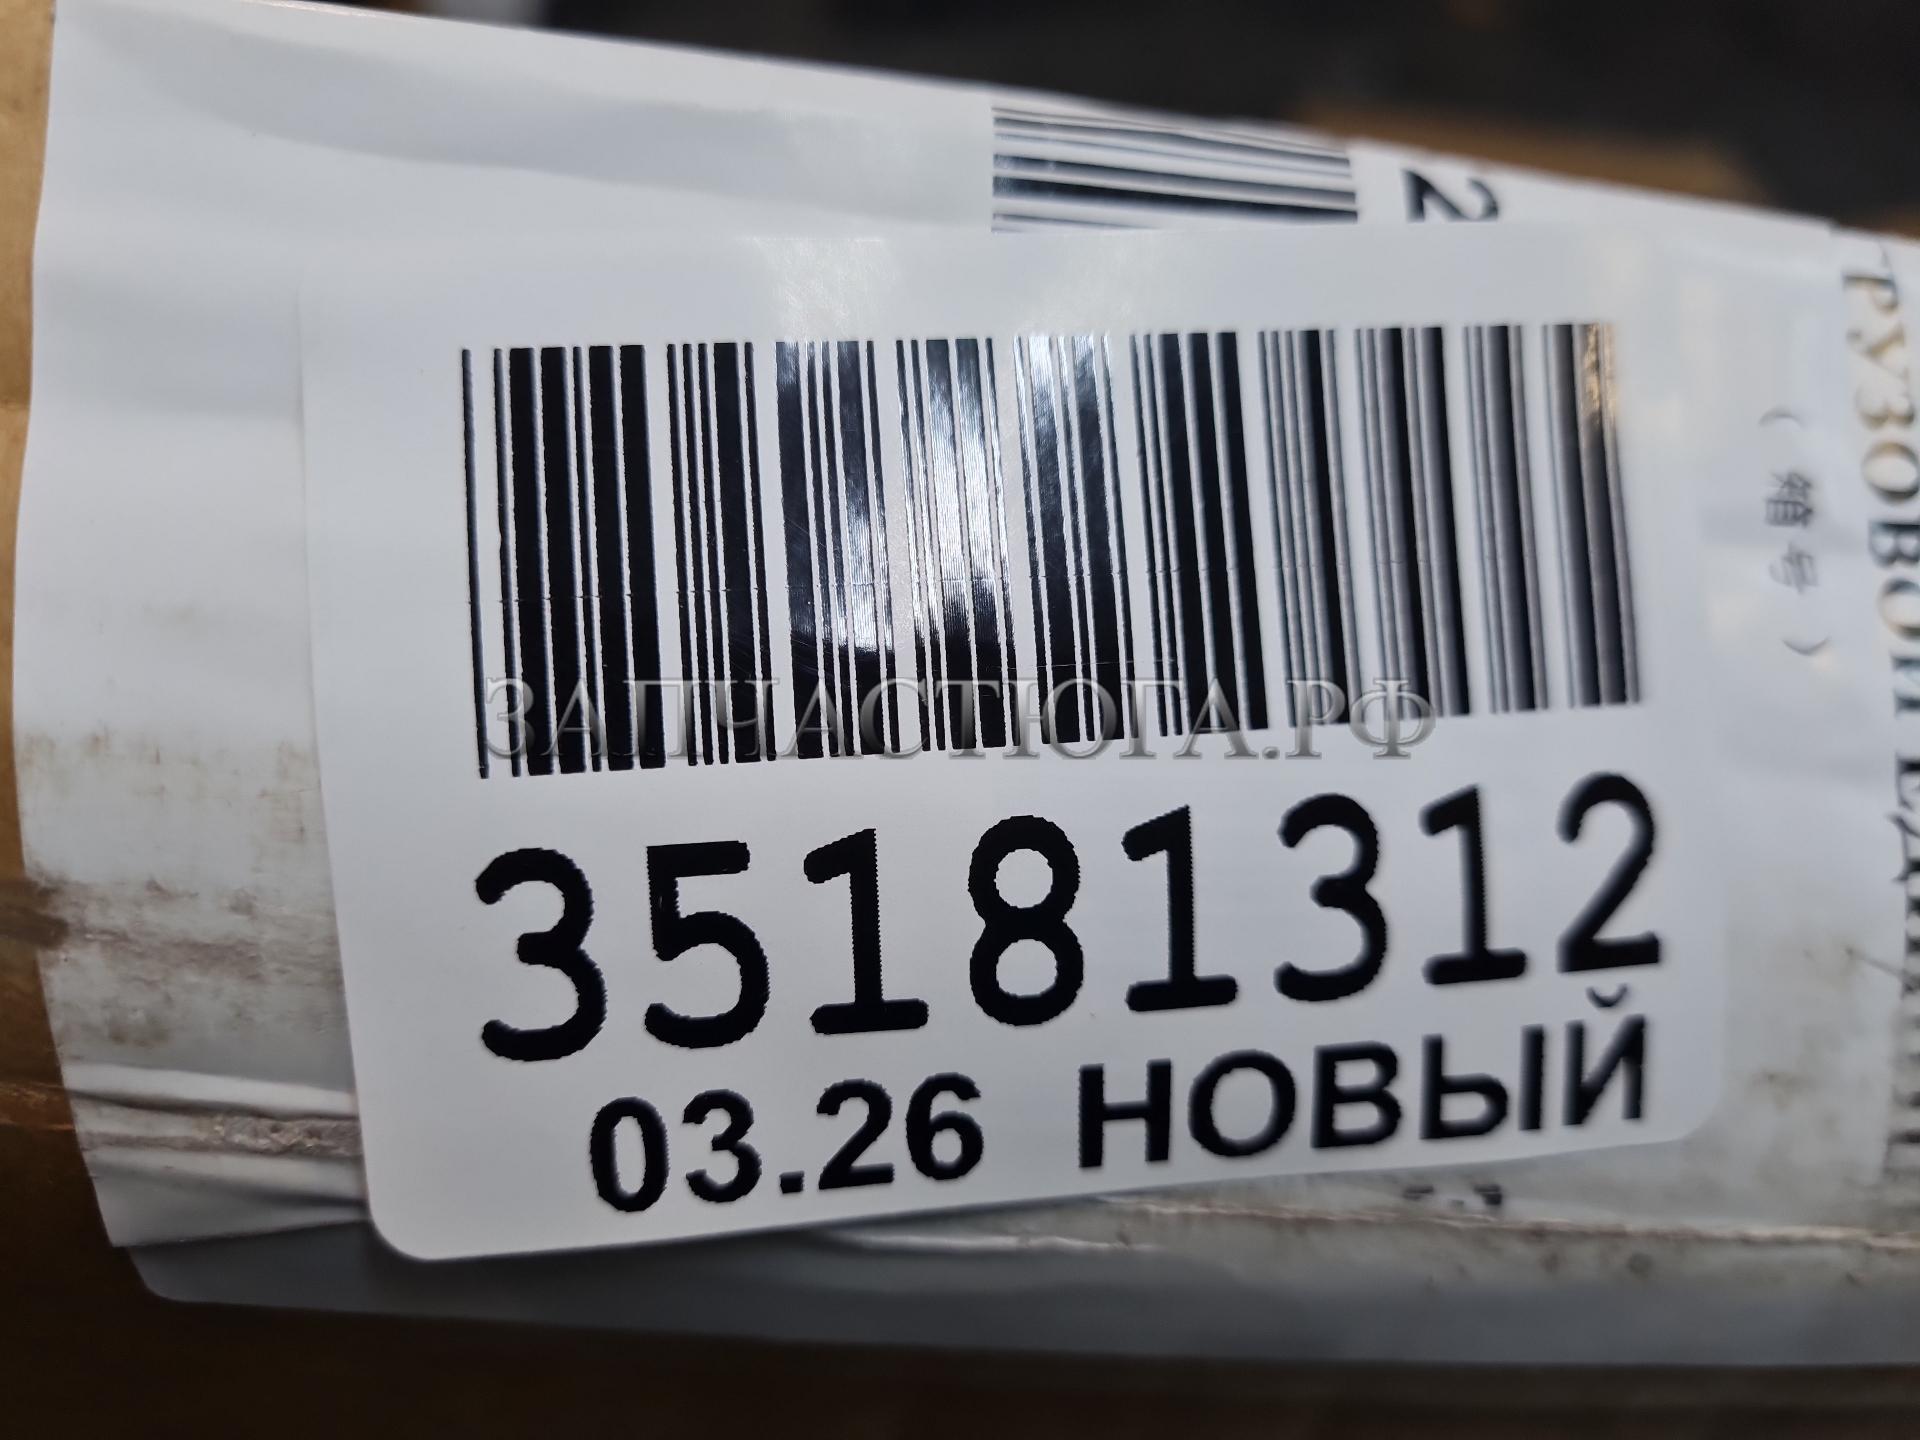 2
ЗАПЧАСТЮГА.РФ
35181312
03.26 НОВЫЙ
(箱号)
ГРУЗОВОЙ